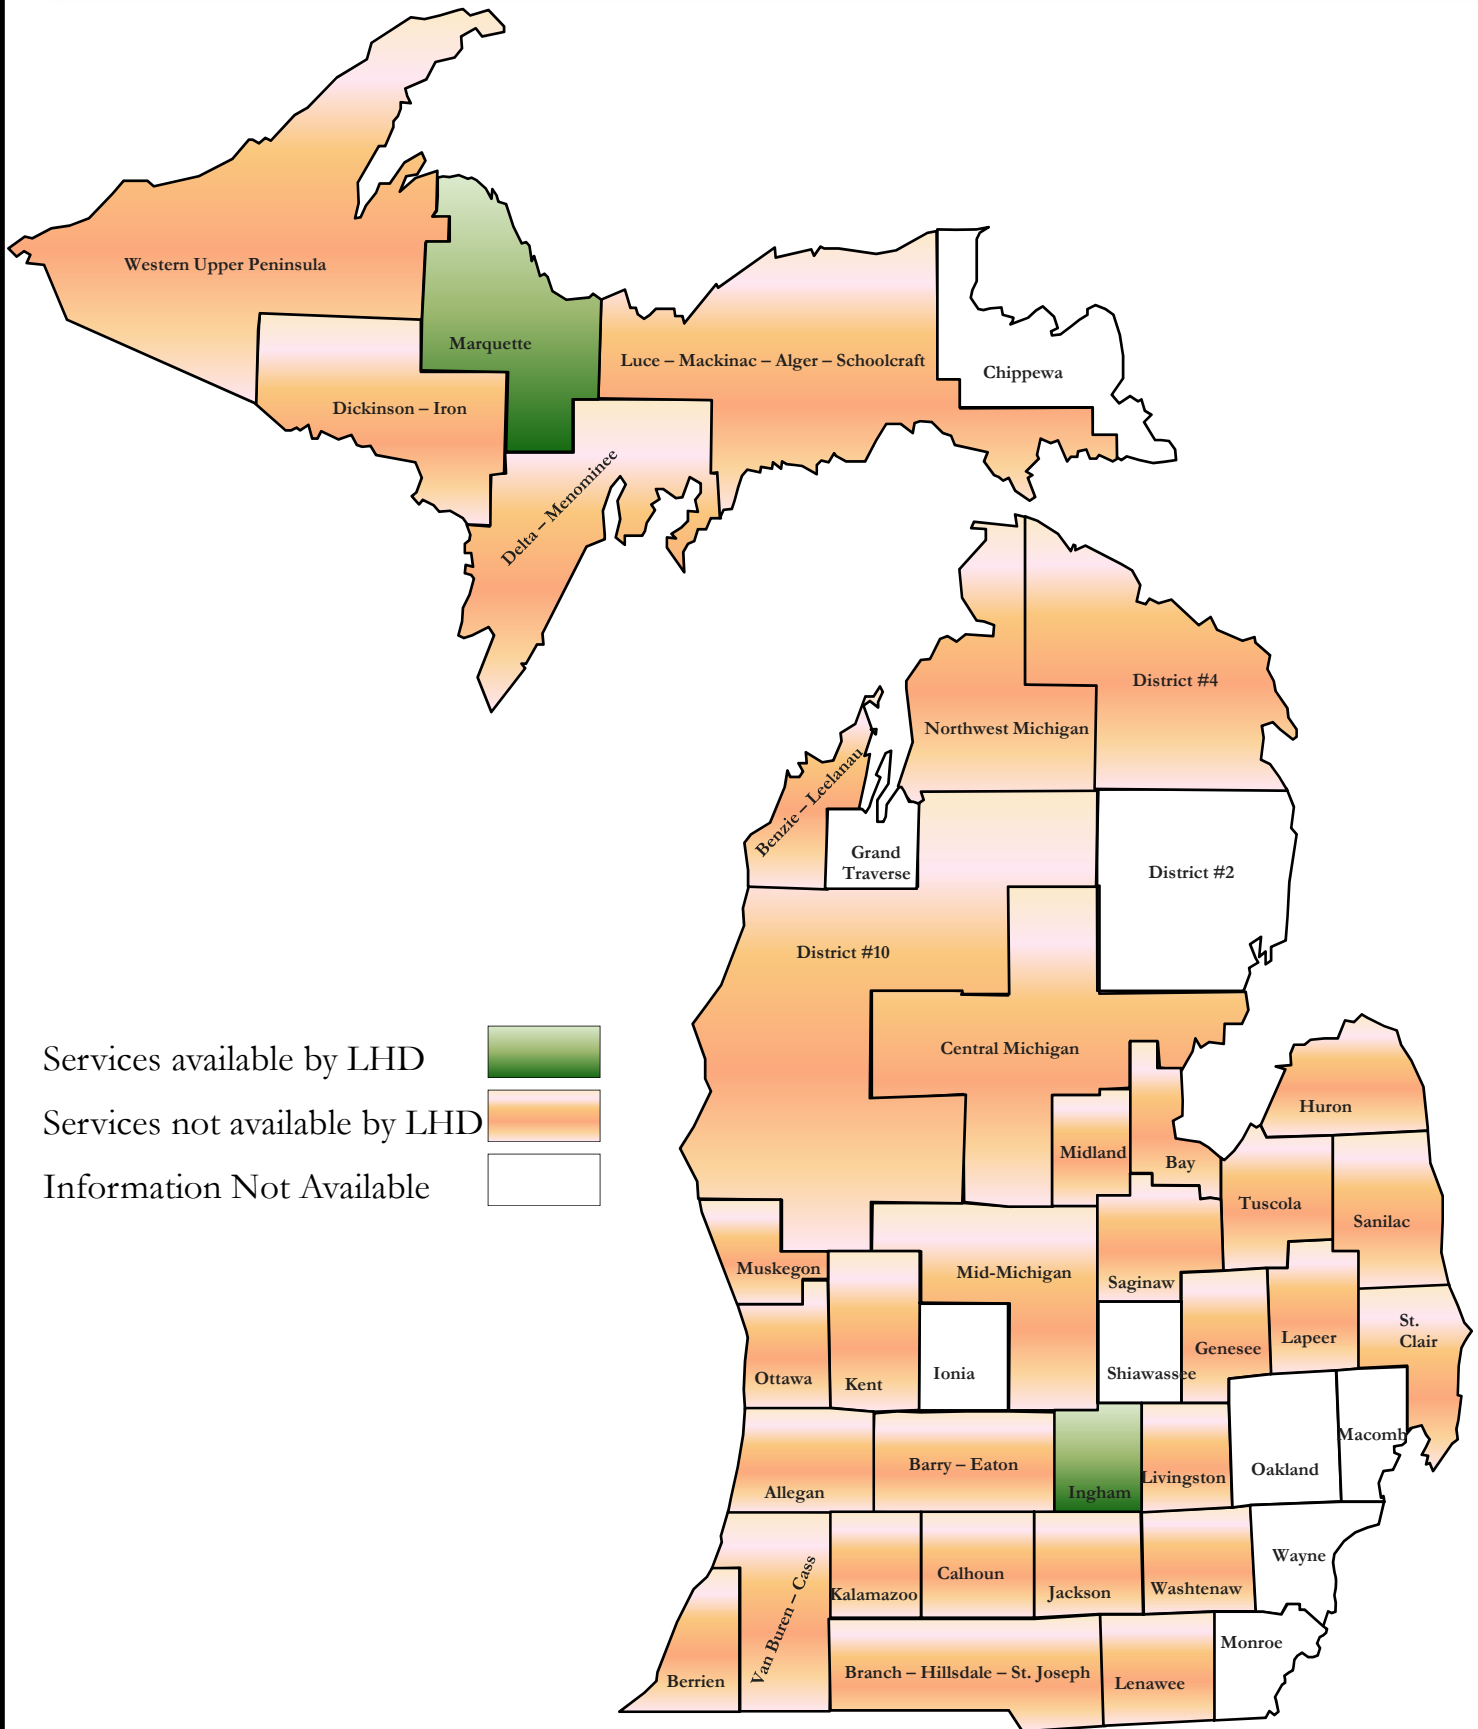 Western Upper Peninsula
Marquette
Luce – Mackinac – Alger – Schoolcraft
Chippewa
Dickinson – Iron
Delta – Menominee
District #4
Northwest Michigan
Benzie – Leelanau
Grand
Traverse
District #2
District #10
Central Michigan
Services available by LHD
Services not available by LHD
Information Not Available
Huron
Midland
Bay
Tuscola
Sanilac
Muskegon
Mid-Michigan
Saginaw
St.
Clair
Lapeer
Genesee
Ottawa
Kent
Ionia
Shiawassee
Macomb
Oakland
Barry – Eaton
Livingston
Allegan
Ingham
Wayne
Calhoun
Kalamazoo
Jackson
Washtenaw
Van Buren – Cass
Monroe
Branch – Hillsdale – St. Joseph
Berrien
Lenawee